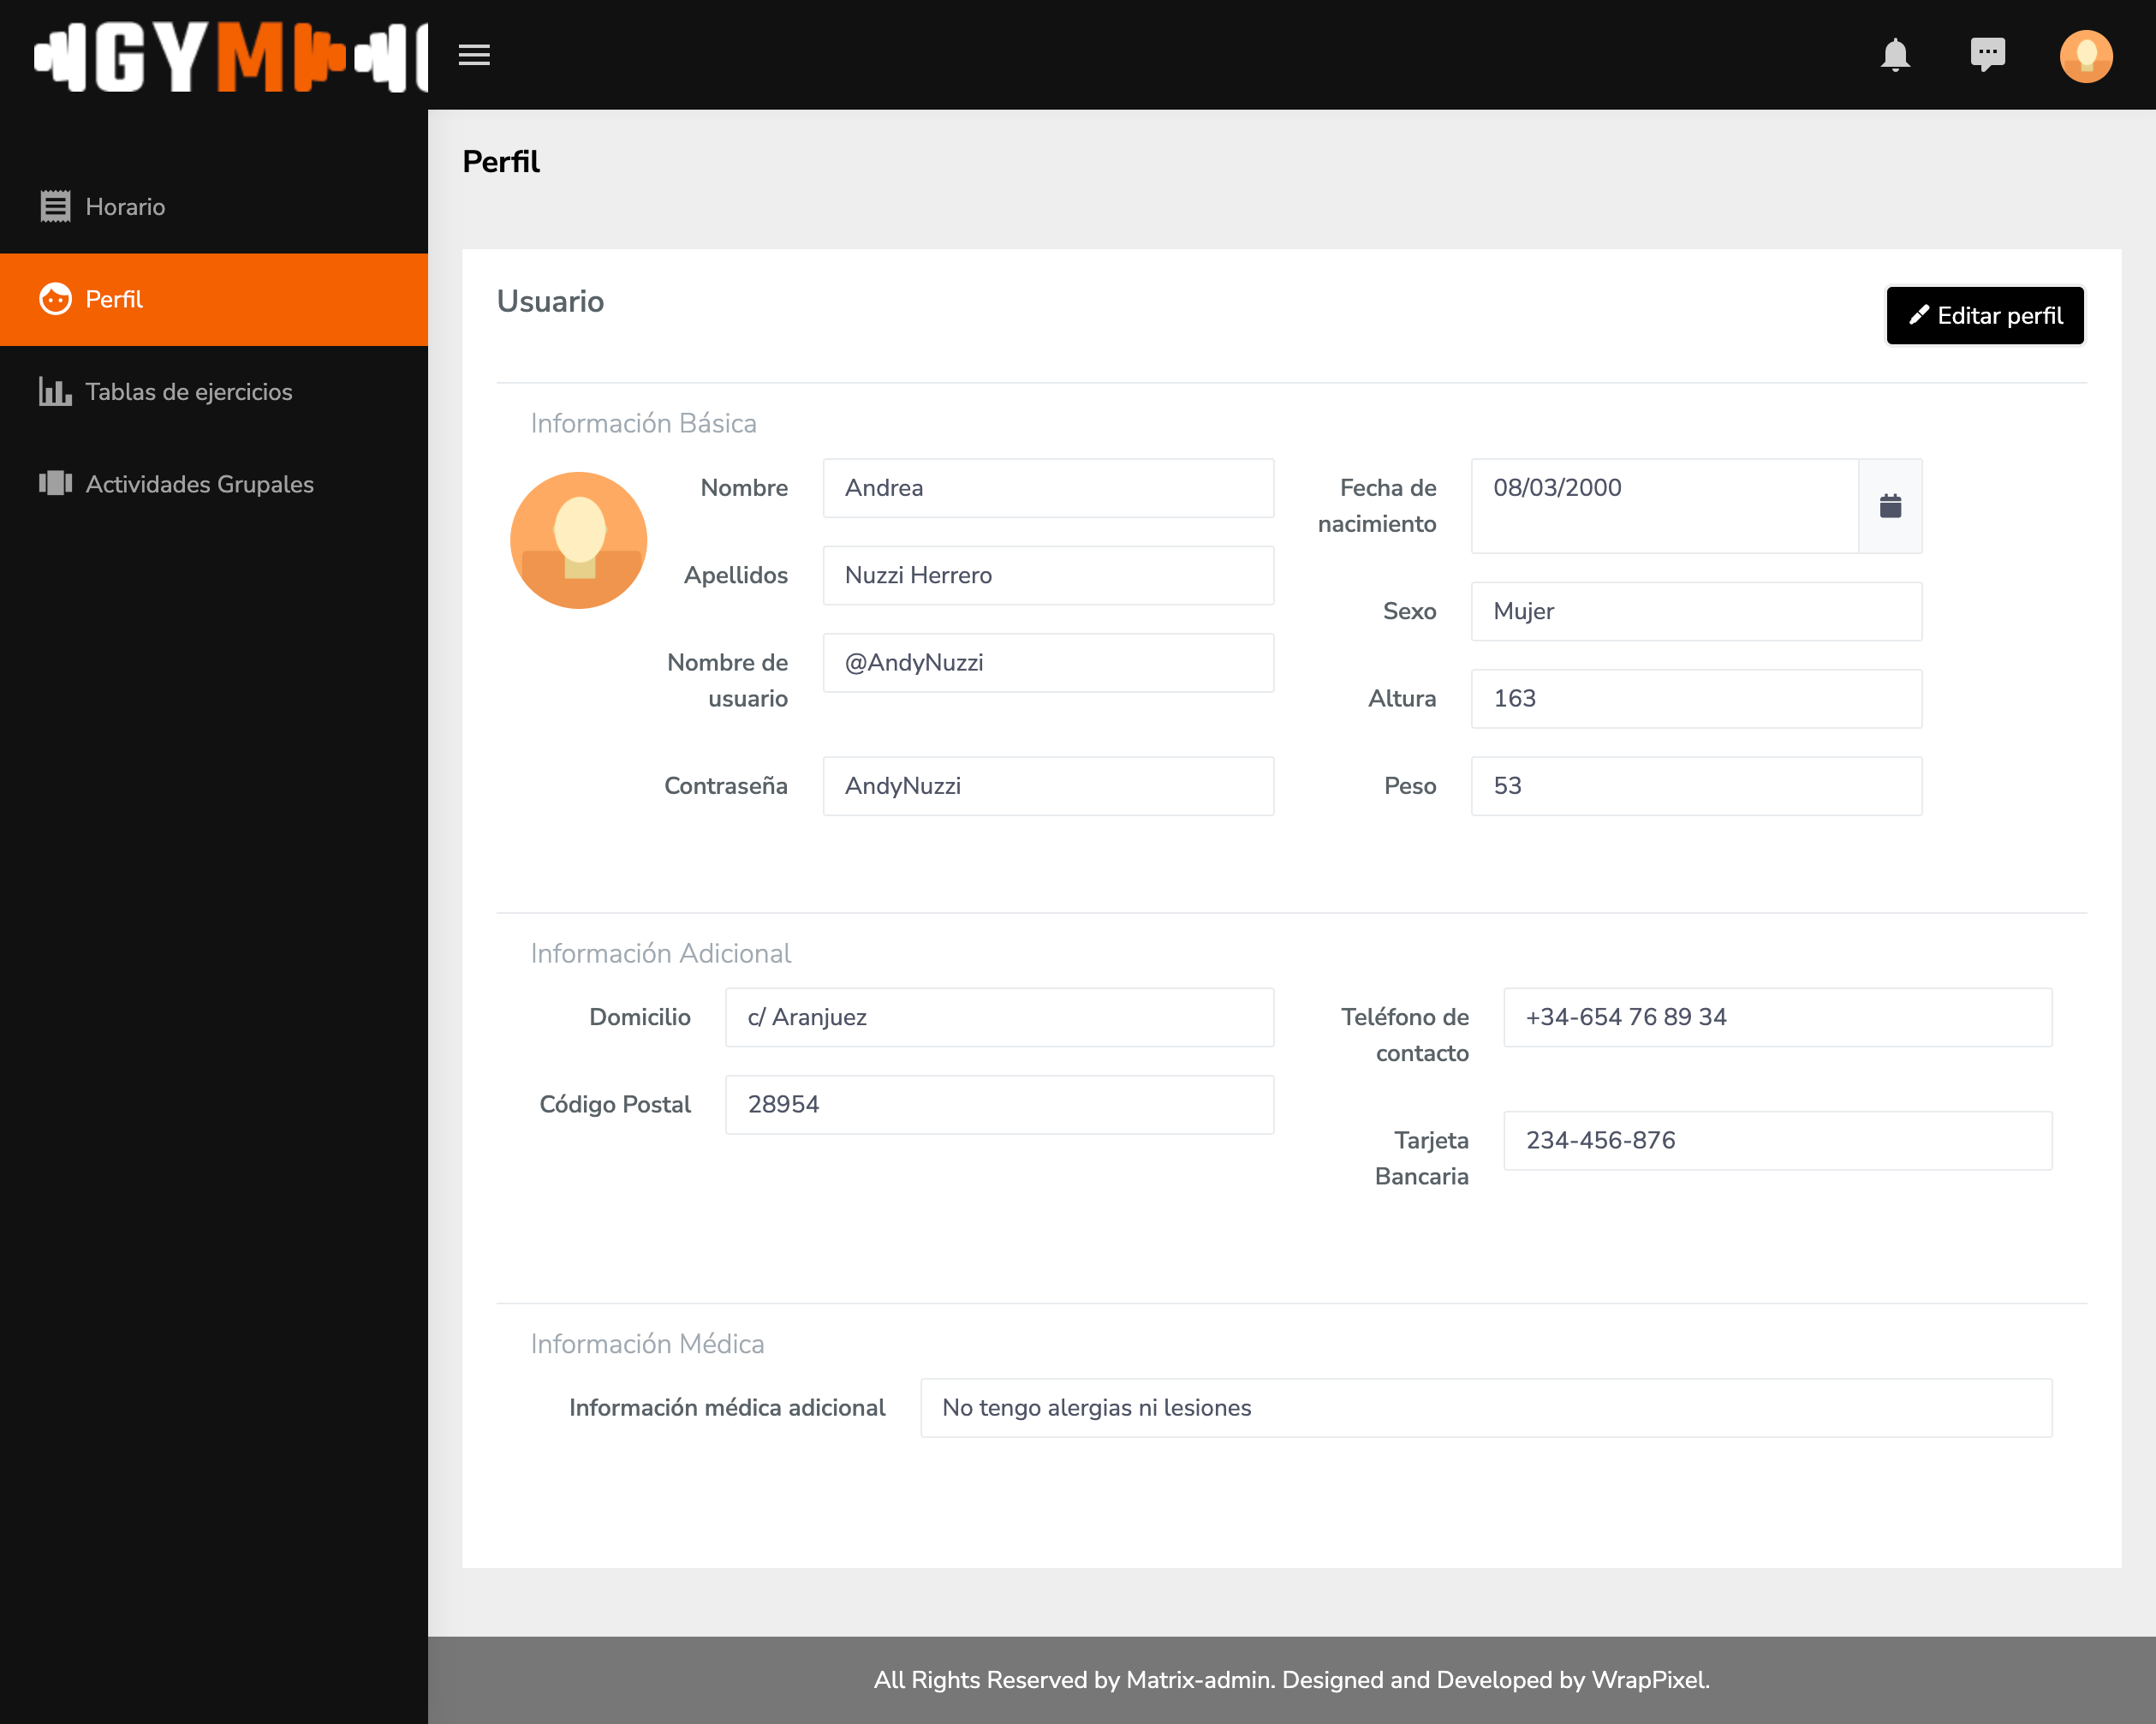 GYM
Perfil
Horario
Perfil
Tablas de ejercicios
Actividades Grupales
Usuario
Editar perfil
Información Básica
Nombre
Andrea
Apellidos
Nuzzi Herrero
Nombre de
usuario
@AndyNuzzi
Contraseña
AndyNuzzi
Fecha de
nacimiento
08/03/2000
Sexo
Mujer
Altura
163
Peso
53
Información Adicional
Domicilio
c/ Aranjuez
Código Postal
28954
Teléfono de
contacto
+34-654 76 89 34
Tarjeta
Bancaria
234-456-876
Información Médica
Información médica adicional
No tengo alergias ni lesiones
All Rights Reserved by Matrix-admin. Designed and Developed by WrapPixel.